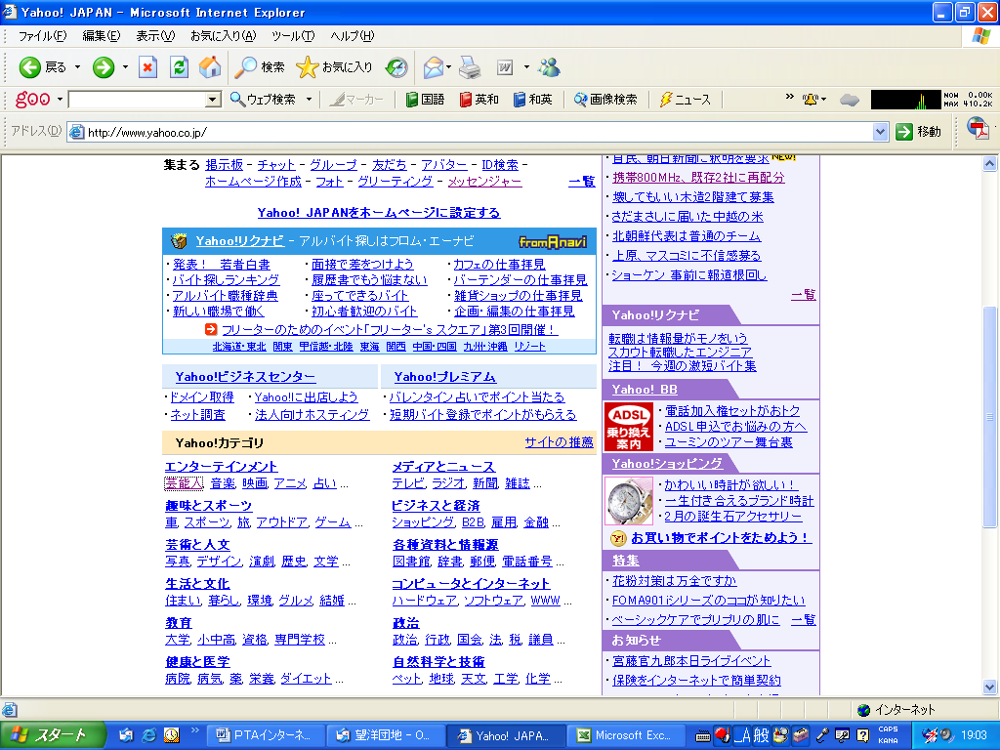 Yahoo! JAPAN - Microsoft Internet Explorer
ファイル(F) 編集(E) 表示(V) お気に入り(A) ツール(T) ヘルプ(H)
戻る 検索 お気に入り
goo ウェブ検索 マーカー 国語 英和 和英 画像検索 ニュース » NOW 0.00K
MAX 410.2K
アドレス(D) http://www.yahoo.co.jp/ 移動
集まる 掲示板 - チャット - グループ - 友だち - アバター - ID検索 -
ホームページ作成 - フォト - グリーティング - メッセンジャー 一覧
Yahoo! JAPANをホームページに設定する
Yahoo!リクナビ - アルバイト探しはフロム・エーナビ fromAnavi
・発表！ 若者白書 ・面接で差をつけよう ・カフェの仕事拝見
・バイト探しランキング ・履歴書でもう悩まない ・バーテンダーの仕事拝見
・アルバイト職種辞典 ・座ってできるバイト ・雑貨ショップの仕事拝見
・新しい職場で働く ・初心者歓迎のバイト ・企画・編集の仕事拝見
フリーターのためのイベント「フリーター's スクエア」第3回開催！
北海道・東北 関東 甲信越・北陸 東海 関西 中国・四国 九州・沖縄 リゾート
Yahoo!ビジネスセンター Yahoo!プレミアム
・ドメイン取得 ・Yahoo!に出店しよう ・バレンタイン占いでポイント当たる
・ネット調査 ・法人向けホスティング ・短期バイト登録でポイントがもらえる
Yahoo!カテゴリ サイトの推薦
エンターテインメント メディアとニュース
芸能人, 音楽, 映画, アニメ, 占い ... テレビ, ラジオ, 新聞, 雑誌 ...
趣味とスポーツ ビジネスと経済
車, スポーツ, 旅, アウトドア, ゲーム ... ショッピング, B2B, 雇用, 金融 ...
芸術と人文 各種資料と情報源
写真, デザイン, 演劇, 歴史, 文学 ... 図書館, 辞書, 郵便, 電話番号 ...
生活と文化 コンピュータとインターネット
住まい, 暮らし, 環境, グルメ, 結婚 ... ハードウェア, ソフトウェア, WWW ...
教育 政治
大学, 小中高, 資格, 専門学校 ... 政治, 行政, 国会, 法, 税, 議員 ...
健康と医学 自然科学と技術
病院, 病気, 薬, 栄養, ダイエット ... ペット, 地球, 天文, 工学, 化学 ...
・自民、朝日新聞に釈明を要求 NEW!
・携帯800MHz、既存2社に再配分
・壊してもいい木造2階建て募集
・さだまさしに届いた中越の米
・北朝鮮代表は普通のチーム
・上原、マスコミに不信感募る
・ショーケン 事前に報道根回し
一覧
Yahoo!リクナビ
転職は情報量がモノをいう
スカウト転職したエンジニア
注目！ 今週の激短バイト集
Yahoo! BB
ADSL
乗り換え
案内
・電話加入権セットがおトク
・ADSL申込でお悩みの方へ
・ユーミンのツアー舞台裏
Yahoo!ショッピング
・かわいい時計が欲しい！
・一生付き合えるブランド時計
・2月の誕生石アクセサリー
お買い物でポイントをためよう！
特集
・花粉対策は万全ですか
・FOMA901iシリーズのココが知りたい
・ベーシックケアでプリプリの肌に 一覧
お知らせ
・宮藤官九郎本日ライブイベント
・保険をインターネットで簡単契約
インターネット
スタート » PTAインターネ... 望洋団地 - O... Yahoo! JAPA... Microsoft Exc... A 般 CAPS
KANA 19:03